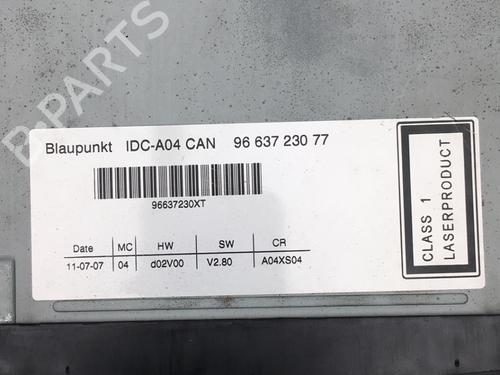 B-PARTS
Blaupunkt IDC-A04 CAN 96 637 230 77
96637230XT
Date MC HW SW CR
11-07-07 04 d02V00 V2.80 A04XS04
CLASS 1
LASERPRODUCT